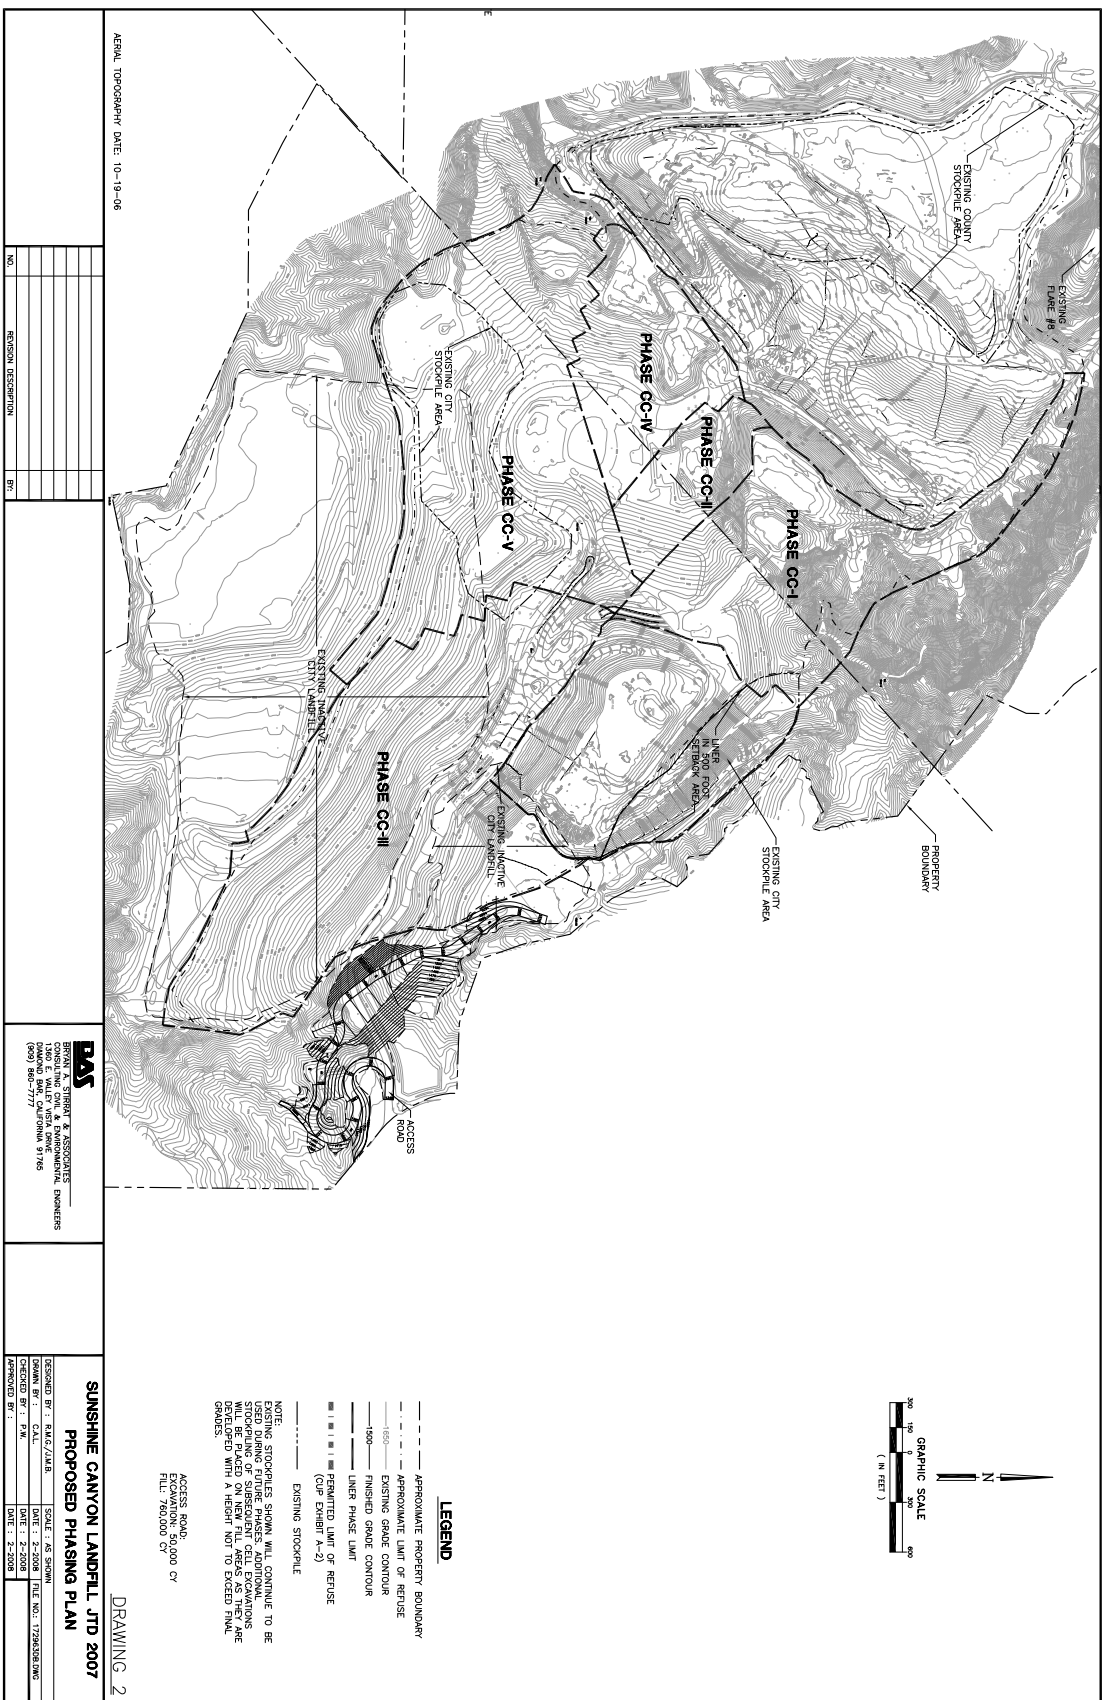 AERIAL TOPOGRAPHY DATE: 10-19-06
EXISTING COUNTY
STOCKPILE AREA
EXISTING
FLARE #8
PHASE CC-IV
PHASE CC-II
PHASE CC-I
EXISTING CITY
STOCKPILE AREA
PHASE CC-V
EXISTING INACTIVE
CITY LANDFILL
PHASE CC-III
LINER
IN 500 FOOT
SETBACK AREA
EXISTING INACTIVE
CITY LANDFILL
EXISTING CITY
STOCKPILE AREA
PROPERTY
BOUNDARY
ACCESS
ROAD
N
GRAPHIC SCALE
300 150 0 300 600
( IN FEET )
LEGEND
APPROXIMATE PROPERTY BOUNDARY
APPROXIMATE LIMIT OF REFUSE
1650 EXISTING GRADE CONTOUR
1500 FINISHED GRADE CONTOUR
LINER PHASE LIMIT
PERMITTED LIMIT OF REFUSE
(CUP EXHIBIT A-2)
EXISTING STOCKPILE
NOTE:
EXISTING STOCKPILES SHOWN WILL CONTINUE TO BE
USED DURING FUTURE PHASES. ADDITIONAL
STOCKPILING OF SUBSEQUENT CELL EXCAVATIONS
WILL BE PLACED ON NEW FILL AREAS AS THEY ARE
DEVELOPED WITH A HEIGHT NOT TO EXCEED FINAL
GRADES.
ACCESS ROAD:
EXCAVATION: 50,000 CY
FILL: 760,000 CY
DRAWING 2
NO. REVISION DESCRIPTION BY:
BAS
BRYAN A. STIRRAT & ASSOCIATES
CONSULTING CIVIL & ENVIRONMENTAL ENGINEERS
1360 E. VALLEY VISTA DRIVE
DIAMOND BAR, CALIFORNIA 91765
(909) 860-7777
SUNSHINE CANYON LANDFILL JTD 2007
PROPOSED PHASING PLAN
DESIGNED BY : R.M.G./J.M.B. SCALE : AS SHOWN
DRAWN BY : C.A.L. DATE : 2-2008 FILE NO.: 172963DB.DWG
CHECKED BY : P.W. DATE : 2-2008
APPROVED BY : DATE : 2-2008